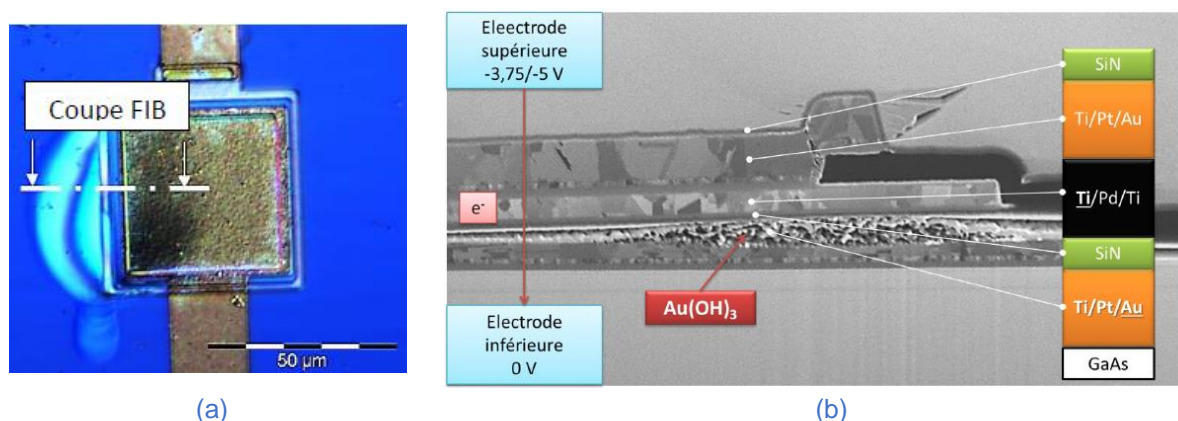 Coupe FIB
50 µm
(a)
Eleectrode
supérieure
-3,75/-5 V
e-
Electrode
inférieure
0 V
Au(OH)3
SiN
Ti/Pt/Au
Ti/Pd/Ti
SiN
Ti/Pt/Au
GaAs
(b)